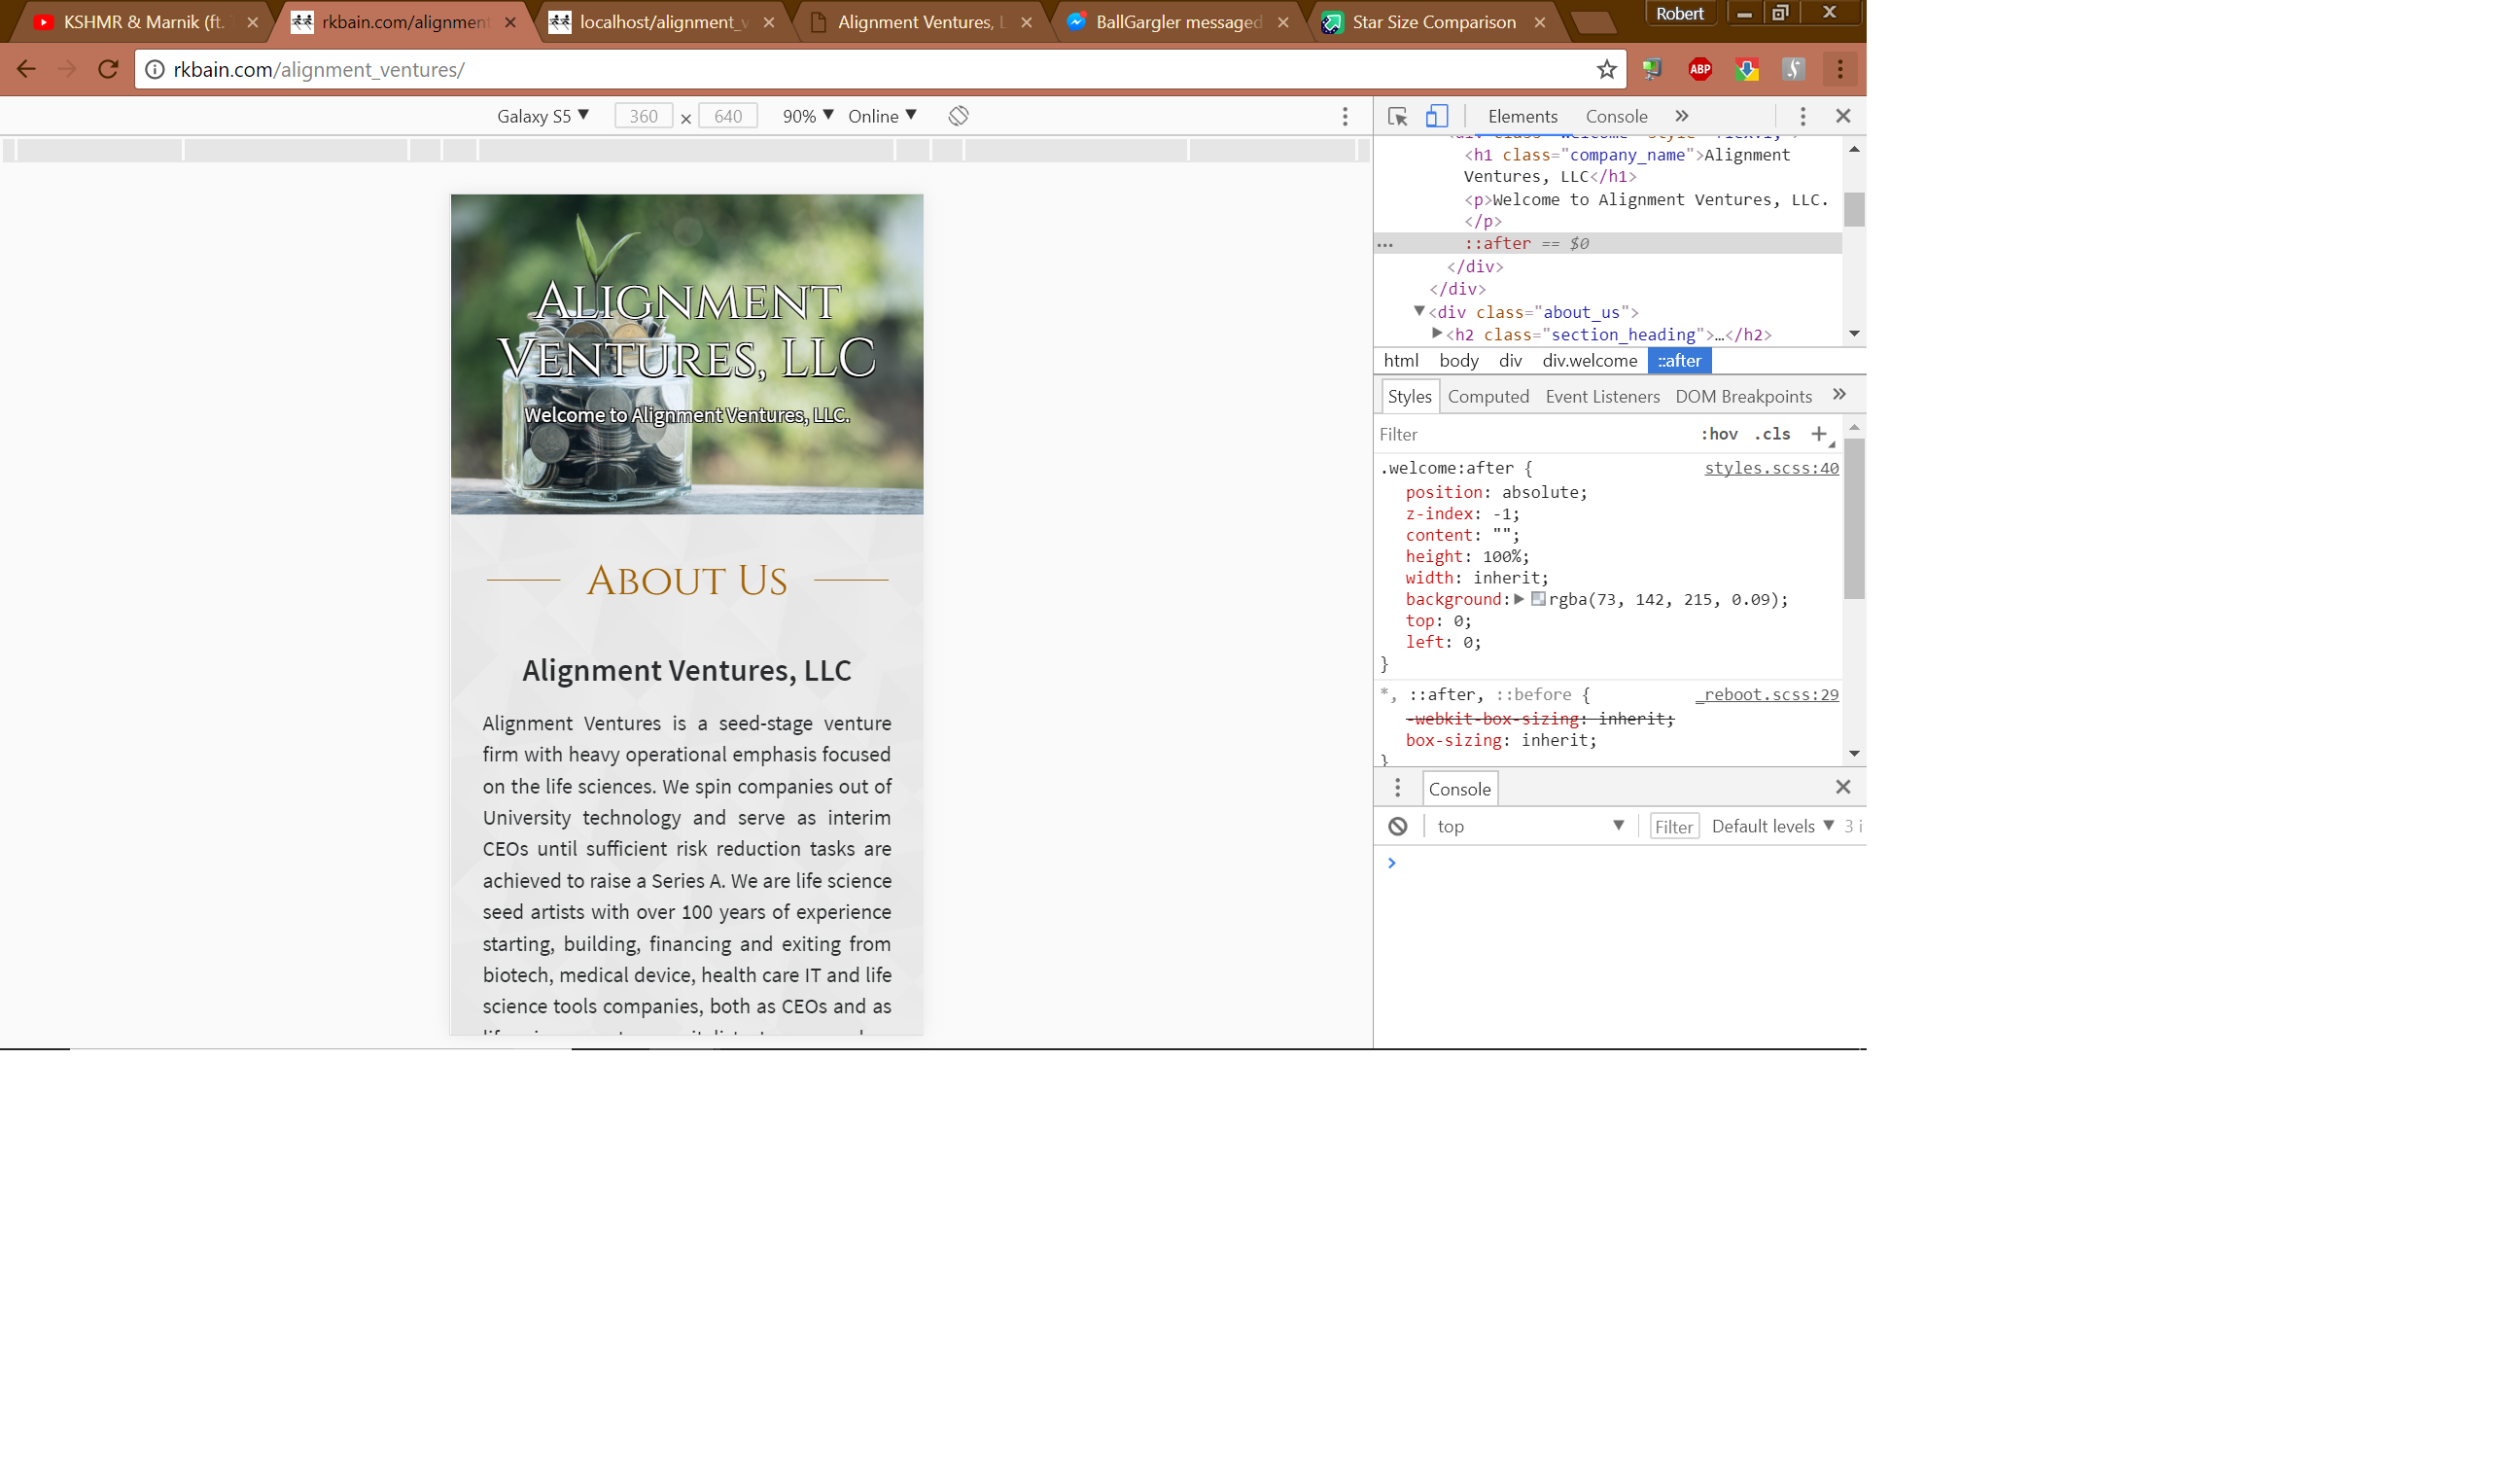 KSHMR & Marnik (ft.
rkbain.com/alignment
localhost/alignment_v
Alignment Ventures, L
BallGargler messaged
Star Size Comparison
Robert
rkbain.com/alignment_ventures/
ABP
Galaxy S5 ▼ 360 × 640 90% ▼ Online ▼
ALIGNMENT
VENTURES, LLC
Welcome to Alignment Ventures, LLC.
ABOUT US
Alignment Ventures, LLC
Alignment Ventures is a seed-stage venture
firm with heavy operational emphasis focused
on the life sciences. We spin companies out of
University technology and serve as interim
CEOs until sufficient risk reduction tasks are
achieved to raise a Series A. We are life science
seed artists with over 100 years of experience
starting, building, financing and exiting from
biotech, medical device, health care IT and life
science tools companies, both as CEOs and as
Elements Console »
<h1 class="company_name">Alignment
Ventures, LLC</h1>
<p>Welcome to Alignment Ventures, LLC.
</p>
... ::after == $0
</div>
</div>
▼<div class="about_us">
▶<h2 class="section_heading">…</h2>
html body div div.welcome ::after
Styles Computed Event Listeners DOM Breakpoints »
Filter :hov .cls +
.welcome:after { styles.scss:40
position: absolute;
z-index: -1;
content: "";
height: 100%;
width: inherit;
background:▶ rgba(73, 142, 215, 0.09);
top: 0;
left: 0;
}
*, ::after, ::before { _reboot.scss:29
-webkit-box-sizing: inherit;
box-sizing: inherit;
}
Console
top ▼ Filter Default levels ▼ 3 i
>